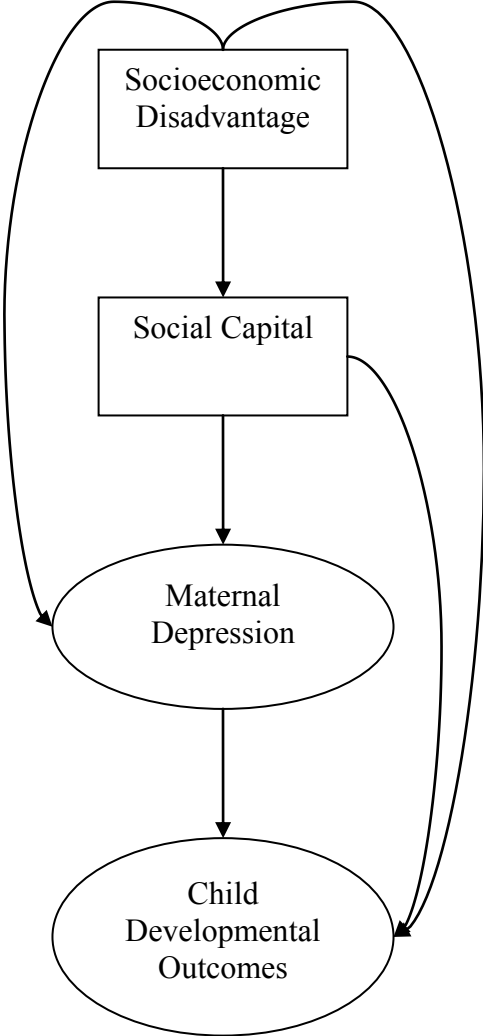 Socioeconomic
Disadvantage
Social Capital
Maternal
Depression
Child
Developmental
Outcomes